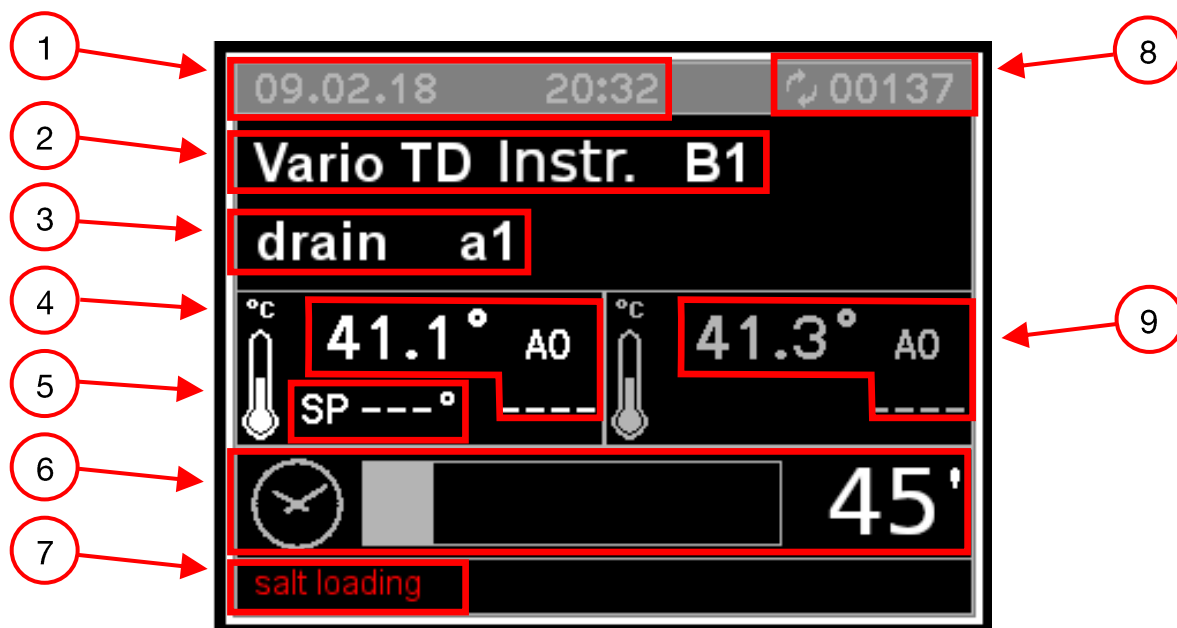 1
8
09.02.18 20:32 00137
2
Vario TD Instr. B1
3
drain a1
4
°C 41.1° A0 °C 41.3° A0
9
5
SP ---° ---- ----
6
45'
7
salt loading